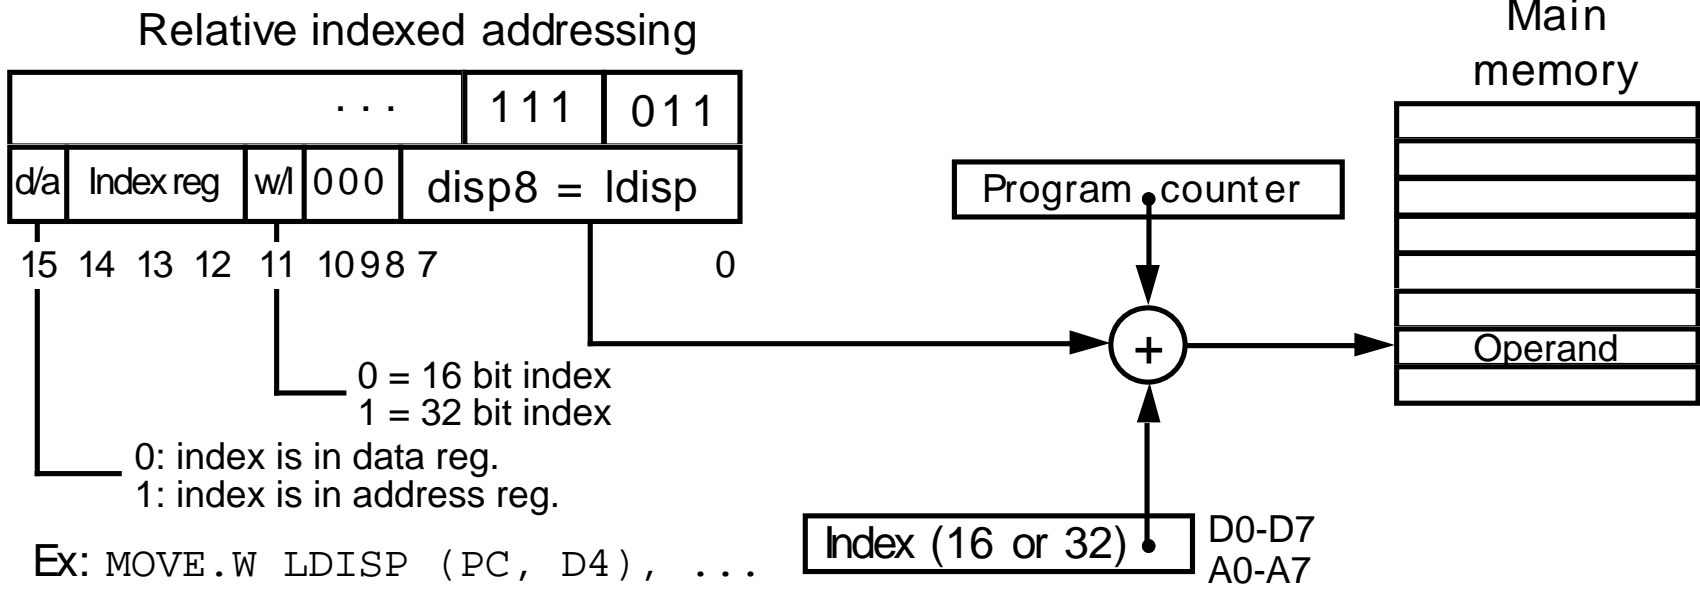 Relative indexed addressing
Main
memory
... 111 011
d/a Index reg w/l 000 disp8 = ldisp
15 14 13 12 11 10 9 8 7 0
Program counter
+
Operand
0 = 16 bit index
1 = 32 bit index
0: index is in data reg.
1: index is in address reg.
Index (16 or 32)
D0-D7
A0-A7
Ex: MOVE.W LDISP (PC, D4), ...